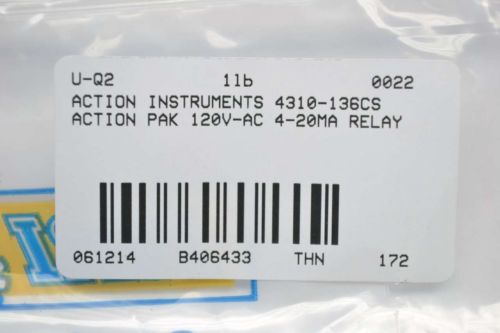 U-Q2 1lb 0022
ACTION INSTRUMENTS 4310-136CS
ACTION PAK 120V-AC 4-20MA RELAY
061214 B406433 THN 172